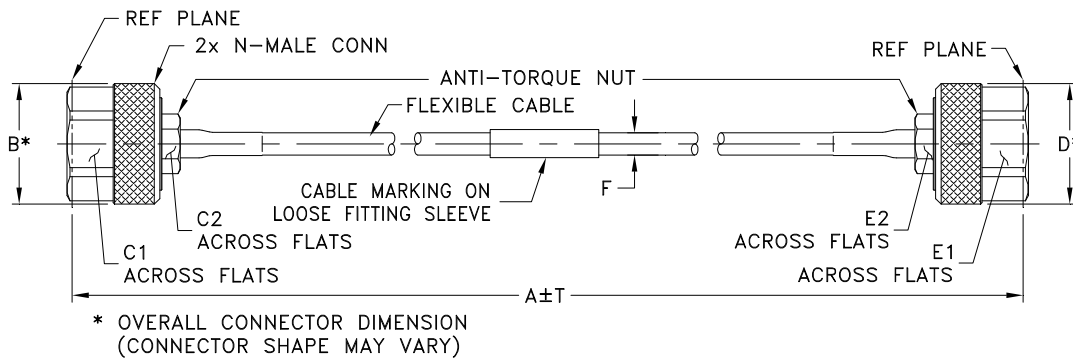 REF PLANE
2x N-MALE CONN
REF PLANE
ANTI-TORQUE NUT
FLEXIBLE CABLE
B*
D*
CABLE MARKING ON
LOOSE FITTING SLEEVE
F
C2
ACROSS FLATS
E2
ACROSS FLATS
C1
ACROSS FLATS
E1
ACROSS FLATS
A±T
* OVERALL CONNECTOR DIMENSION
(CONNECTOR SHAPE MAY VARY)